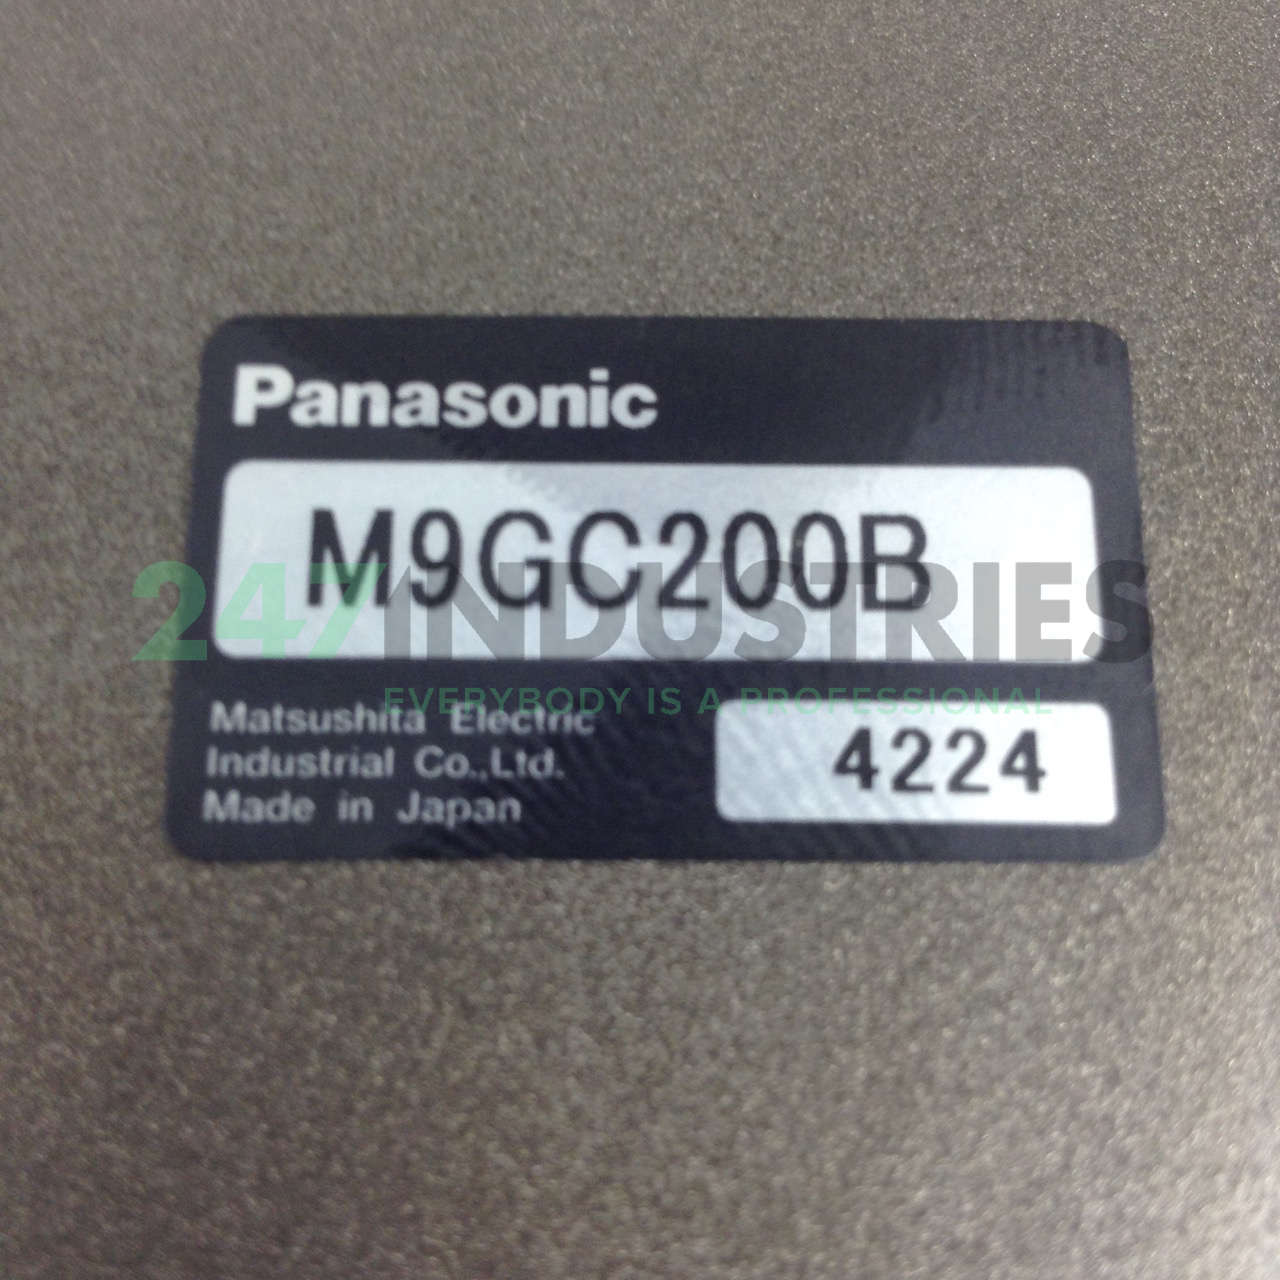 Panasonic
M9GC200B
247INDUSTRIES
EVERYBODY IS A PROFESSIONAL
Matsushita Electric
Industrial Co.,Ltd.
Made in Japan
4224